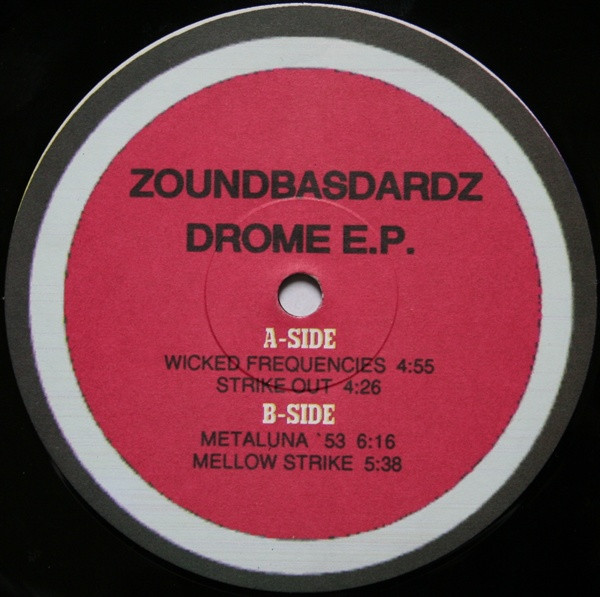 ZOUNDBASDARDZ
DROME E.P.
A-SIDE
WICKED FREQUENCIES 4:55
STRIKE OUT 4:26
B-SIDE
METALUNA `53 6:16
MELLOW STRIKE 5:38